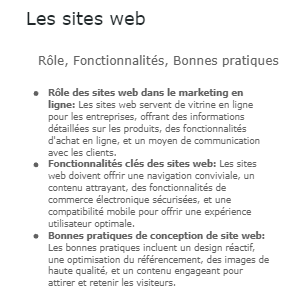 Les sites web
Rôle, Fonctionnalités, Bonnes pratiques
● Rôle des sites web dans le marketing en
ligne: Les sites web servent de vitrine en ligne
pour les entreprises, offrant des informations
détaillées sur les produits, des fonctionnalités
d'achat en ligne, et un moyen de communication
avec les clients.
● Fonctionnalités clés des sites web: Les sites
web doivent offrir une navigation conviviale, un
contenu attrayant, des fonctionnalités de
commerce électronique sécurisées, et une
compatibilité mobile pour offrir une expérience
utilisateur optimale.
● Bonnes pratiques de conception de site web:
Les bonnes pratiques incluent un design réactif,
une optimisation du référencement, des images de
haute qualité, et un contenu engageant pour
attirer et retenir les visiteurs.